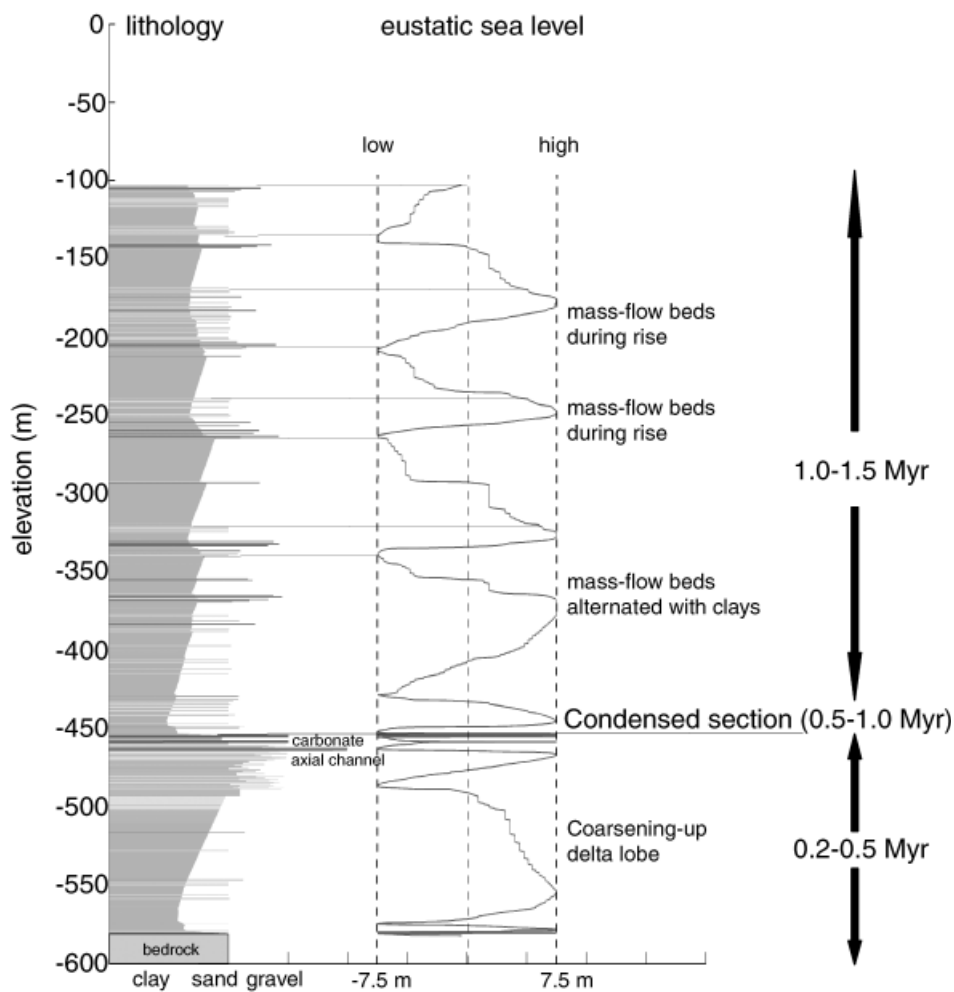 lithology eustatic sea level
0
-50
low high
-100
-150
mass-flow beds
during rise
-200
mass-flow beds
during rise
-250
1.0-1.5 Myr
-300
elevation (m)
-350
mass-flow beds
alternated with clays
-400
Condensed section (0.5-1.0 Myr)
-450
carbonate
axial channel
-500
Coarsening-up
delta lobe
0.2-0.5 Myr
-550
bedrock
-600
clay sand gravel -7.5 m 7.5 m